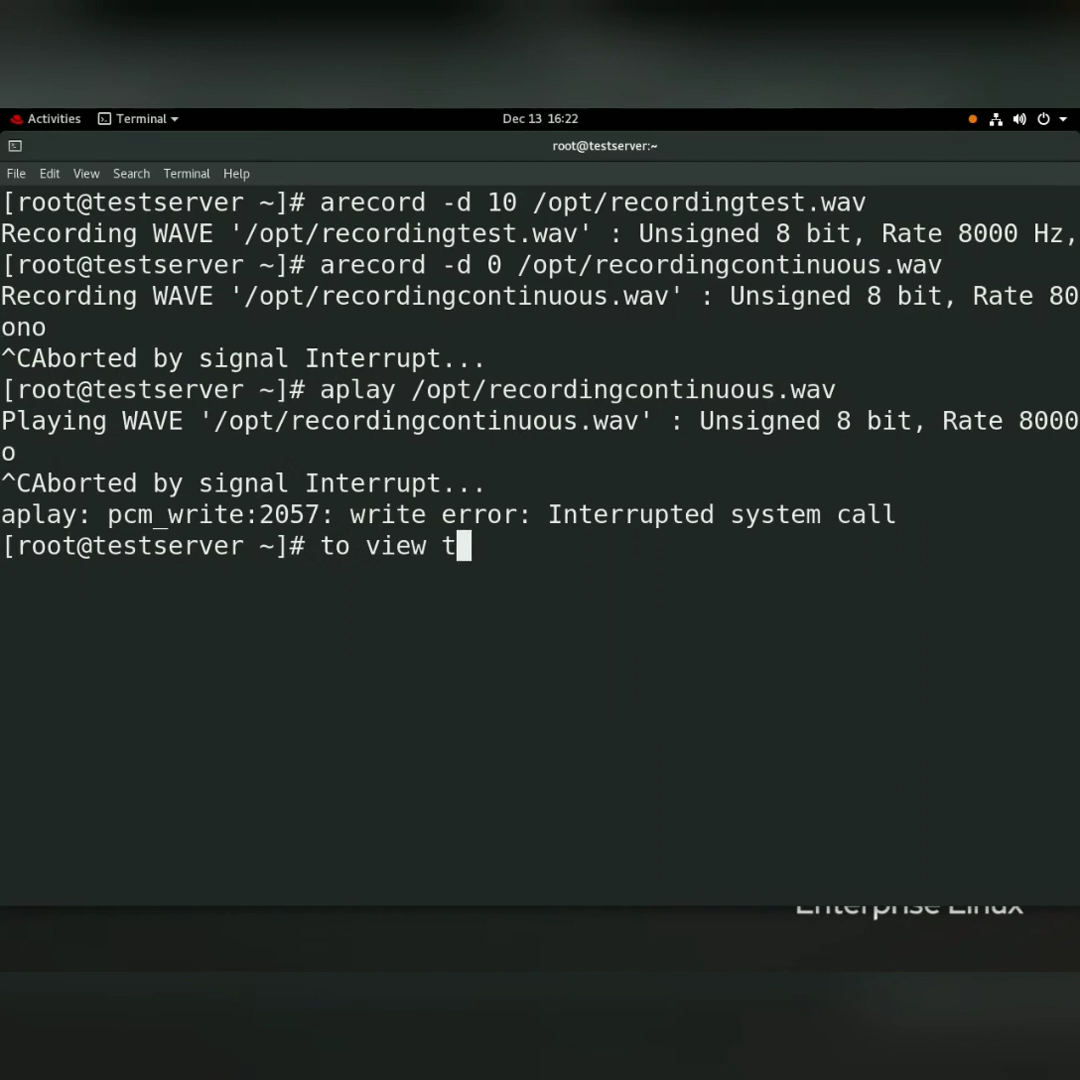 Activities Terminal Dec 13 16:22
root@testserver:~
File Edit View Search Terminal Help
[root@testserver ~]# arecord -d 10 /opt/recordingtest.wav
Recording WAVE '/opt/recordingtest.wav' : Unsigned 8 bit, Rate 8000 Hz,
[root@testserver ~]# arecord -d 0 /opt/recordingcontinuous.wav
Recording WAVE '/opt/recordingcontinuous.wav' : Unsigned 8 bit, Rate 80
ono
^CAborted by signal Interrupt...
[root@testserver ~]# aplay /opt/recordingcontinuous.wav
Playing WAVE '/opt/recordingcontinuous.wav' : Unsigned 8 bit, Rate 8000
o
^CAborted by signal Interrupt...
aplay: pcm_write:2057: write error: Interrupted system call
[root@testserver ~]# to view t
Enterprise Linux